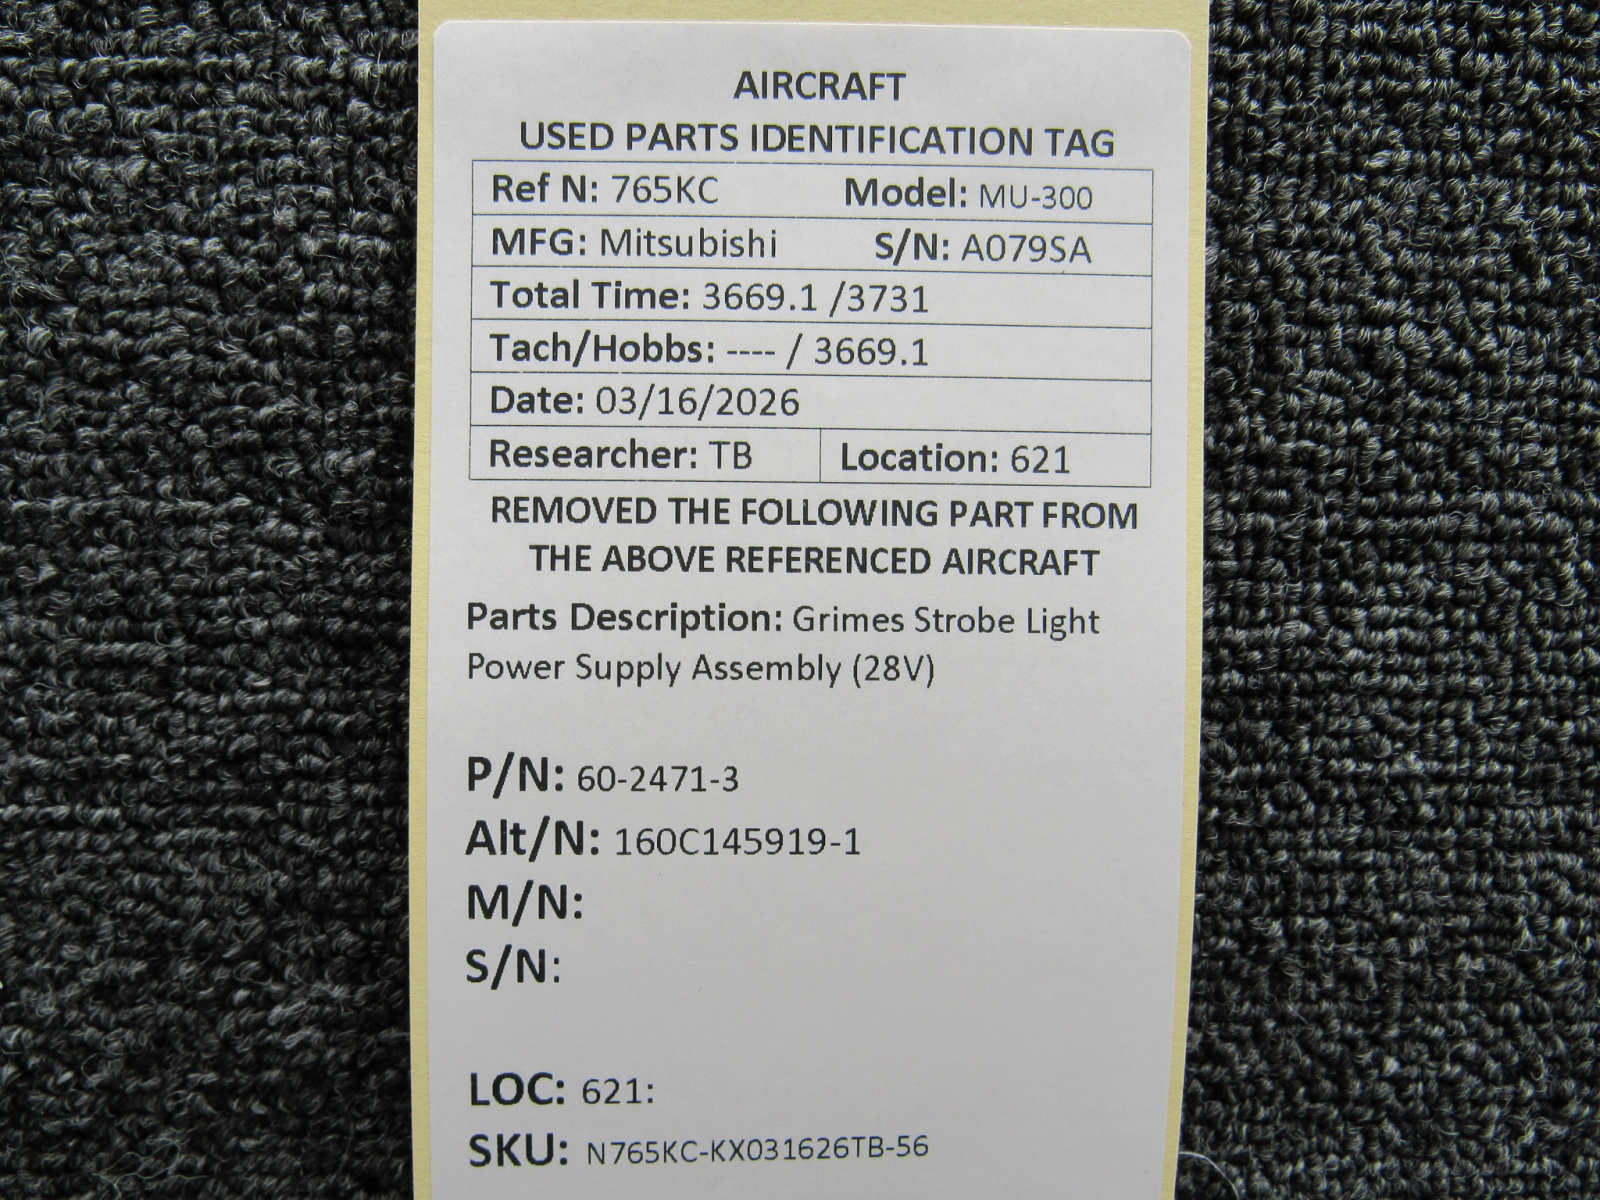 AIRCRAFT
USED PARTS IDENTIFICATION TAG
Ref N: 765KC Model: MU-300
MFG: Mitsubishi S/N: A079SA
Total Time: 3669.1 /3731
Tach/Hobbs: ---- / 3669.1
Date: 03/16/2026
Researcher: TB Location: 621
REMOVED THE FOLLOWING PART FROM
THE ABOVE REFERENCED AIRCRAFT
Parts Description: Grimes Strobe Light
Power Supply Assembly (28V)
P/N: 60-2471-3
Alt/N: 160C145919-1
M/N:
S/N:
LOC: 621:
SKU: N765KC-KX031626TB-56